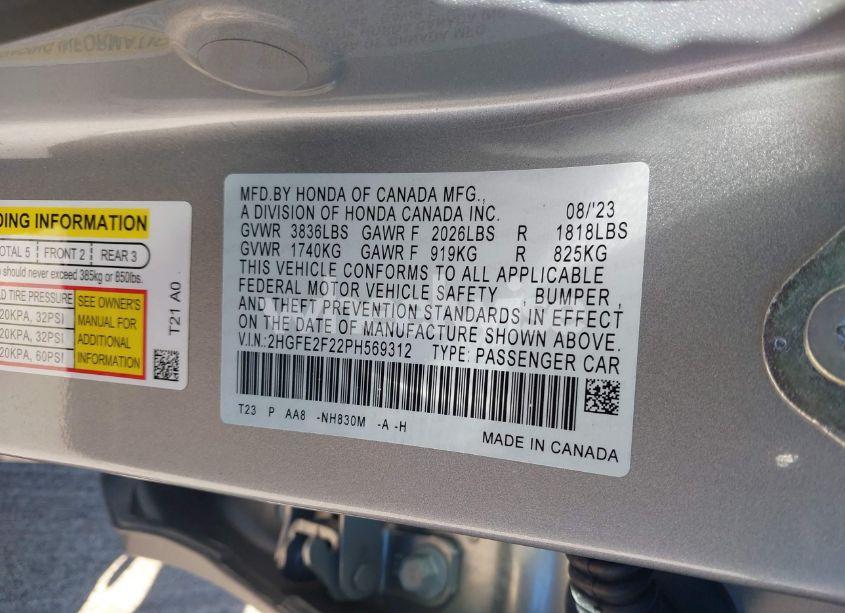 MFD.BY HONDA OF CANADA MFG.,
A DIVISION OF HONDA CANADA INC. 08/'23
GVWR 3836LBS GAWR F 2026LBS R 1818LBS
GVWR 1740KG GAWR F 919KG R 825KG
THIS VEHICLE CONFORMS TO ALL APPLICABLE
FEDERAL MOTOR VEHICLE SAFETY , BUMPER ,
AND THEFT PREVENTION STANDARDS IN EFFECT
ON THE DATE OF MANUFACTURE SHOWN ABOVE.
V.I.N.:2HGFE2F22PH569312 TYPE: PASSENGER CAR
T23 P AA8 -NH830M -A -H
MADE IN CANADA
DING INFORMATION
OTAL 5 FRONT 2 REAR 3
should never exceed 385kg or 850lbs.
D TIRE PRESSURE
20KPA, 32PSI
20KPA, 32PSI
20KPA, 60PSI
SEE OWNER'S
MANUAL FOR
ADDITIONAL
INFORMATION
T21 A0